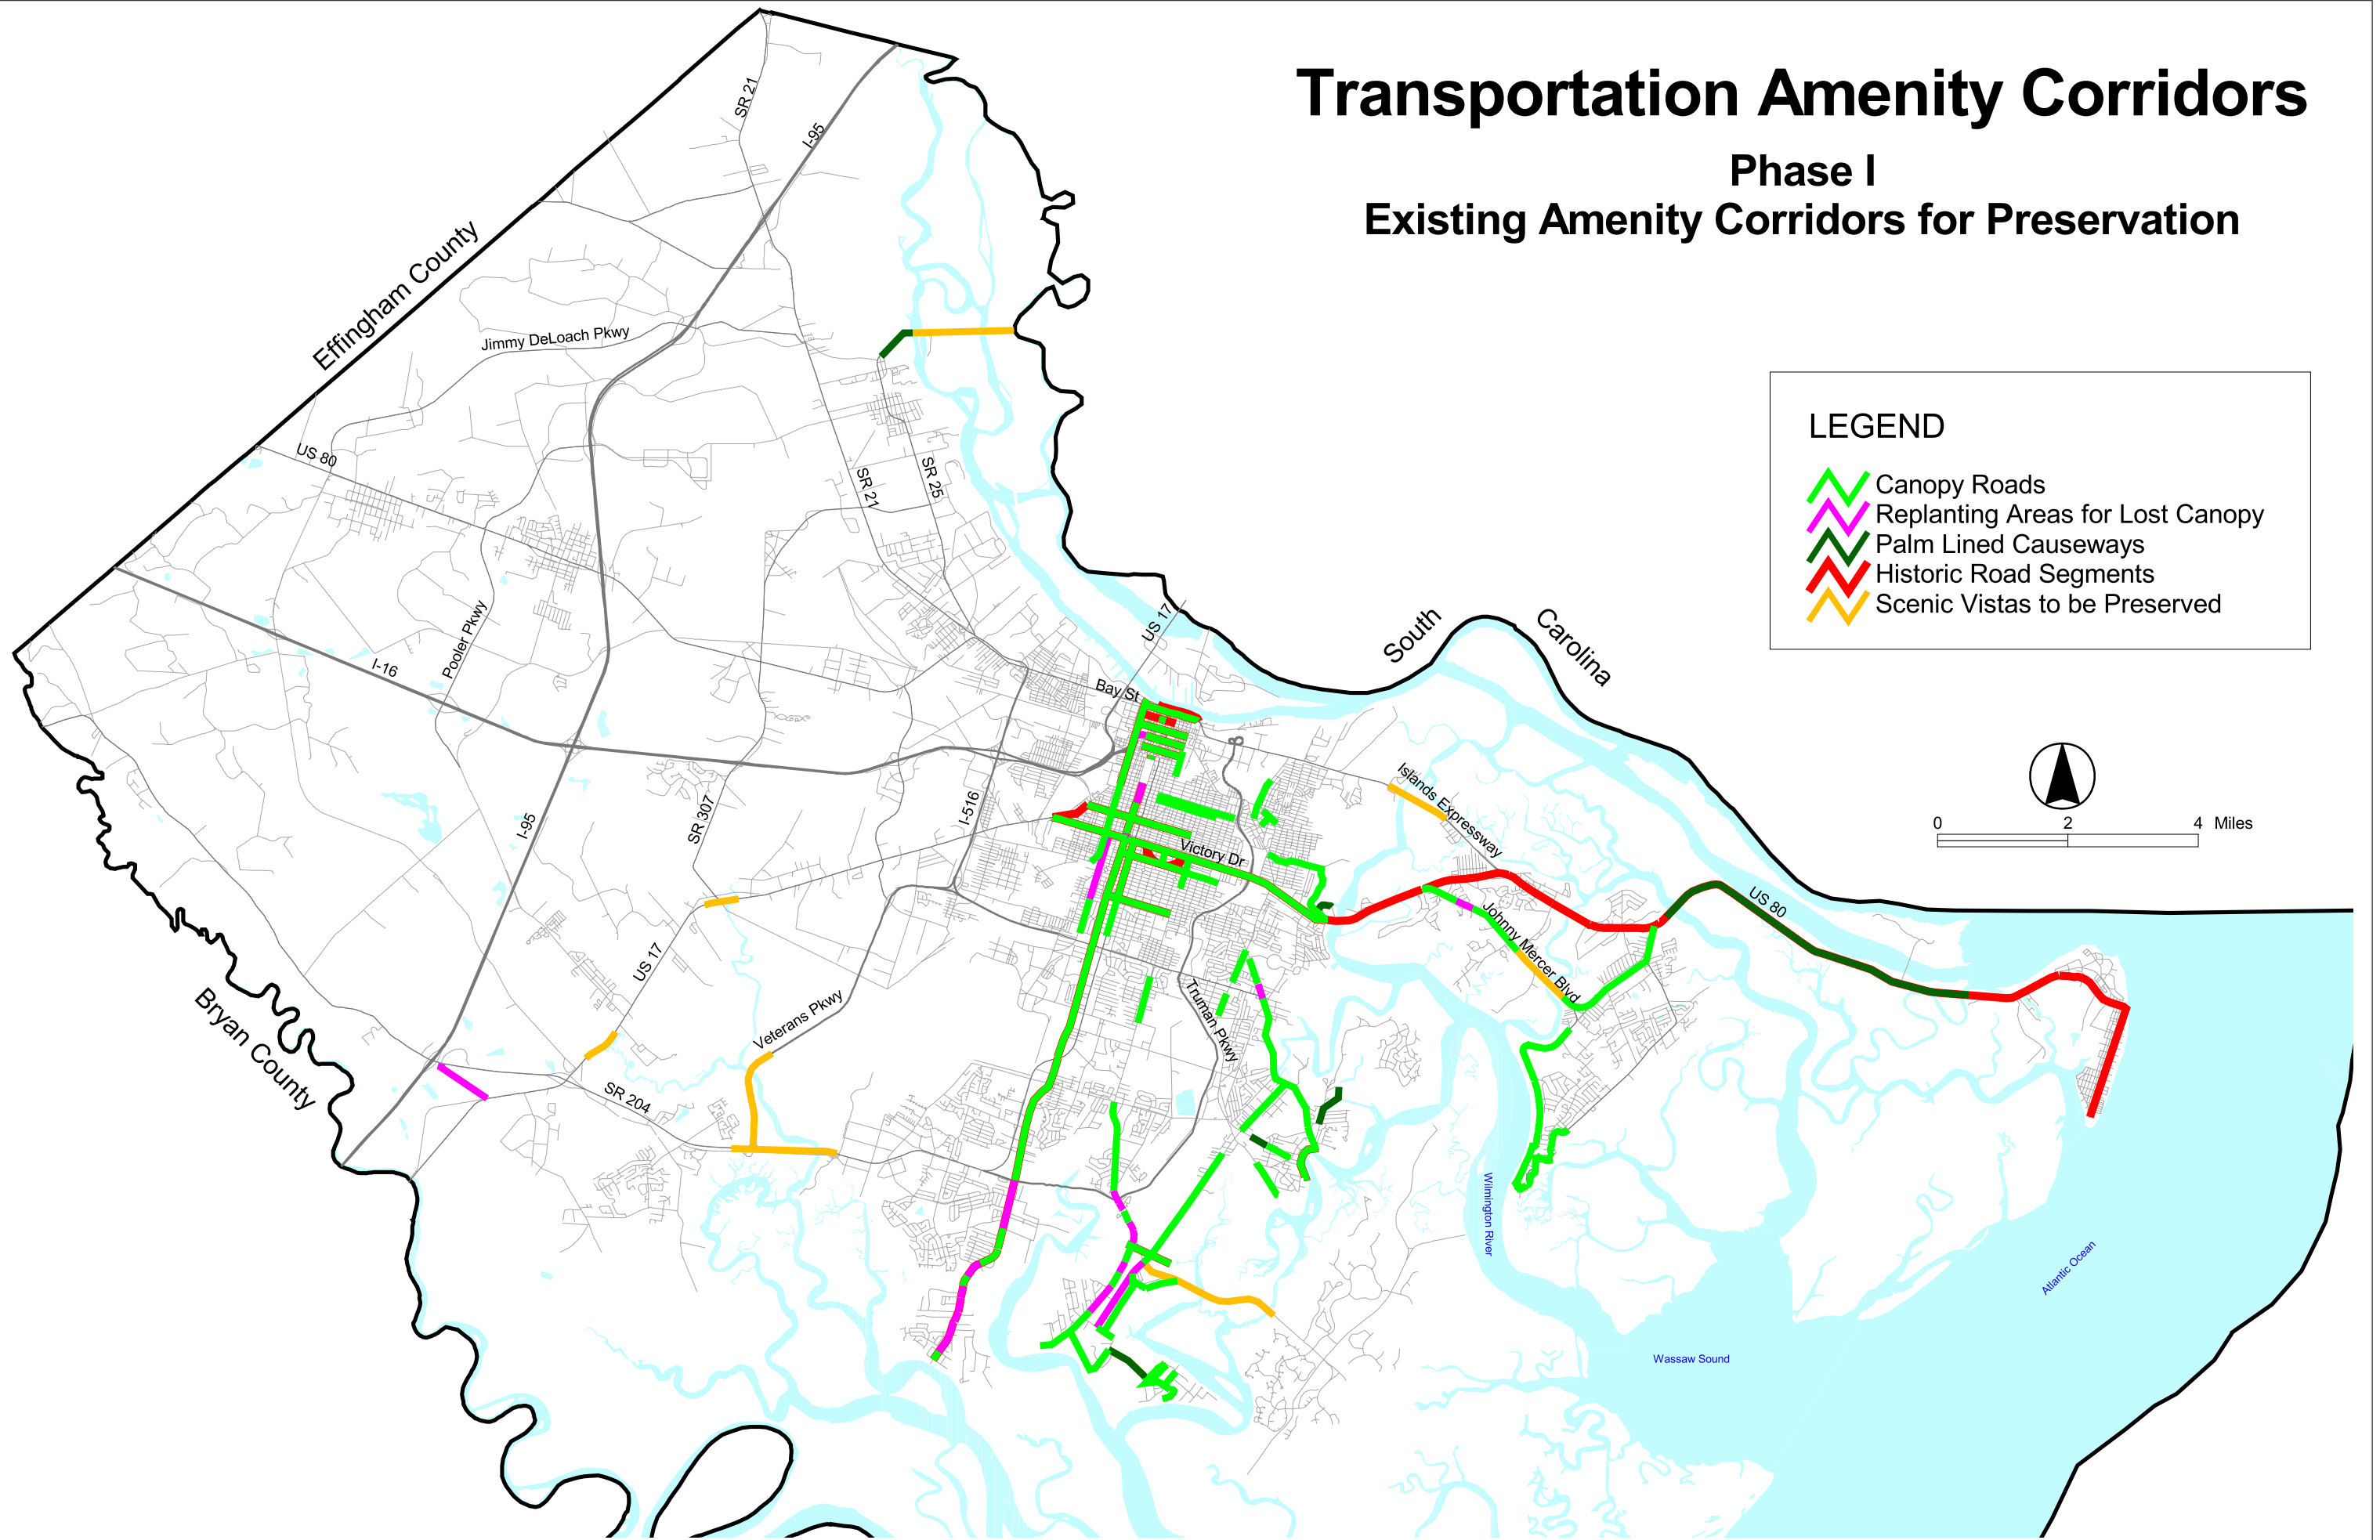 Transportation Amenity Corridors
Phase I
Existing Amenity Corridors for Preservation
LEGEND
Canopy Roads
Replanting Areas for Lost Canopy
Palm Lined Causeways
Historic Road Segments
Scenic Vistas to be Preserved
0 2 4 Miles
SR 21
I-95
Effingham County
Jimmy DeLoach Pkwy
US 80
SR 21
SR 25
Pooler Pkwy
I-16
US 17
South Carolina
Bay St
Islands Expressway
I-95
SR 307
I-516
Victory Dr
US 80
Johnny Mercer Blvd
US 17
Veterans Pkwy
Truman Pkwy
Bryan County
SR 204
Wilmington River
Atlantic Ocean
Wassaw Sound